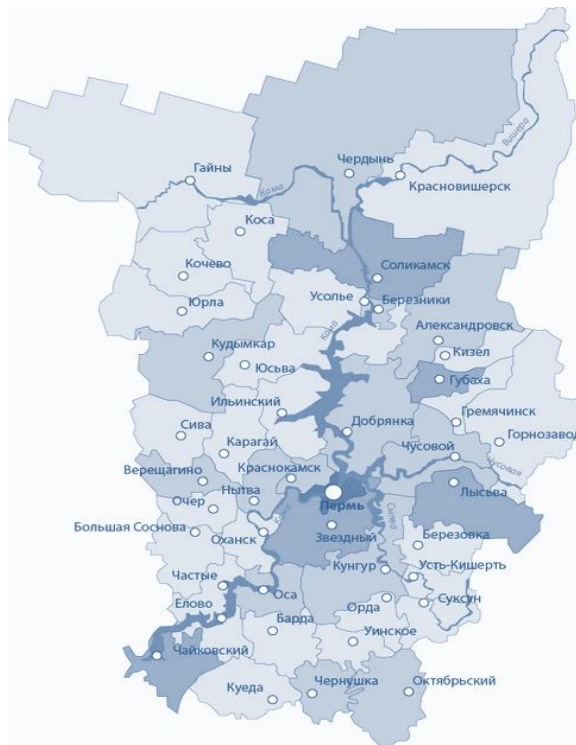 Вишера
Чердынь
Гайны
Красновишерск
Кама
Коса
Кочево
Соликамск
Усолье
Березники
Юрла
Александровск
Кама
Кудымкар
Кизел
Юсьва
Губаха
Ильинский
Гремячинск
Добрянка
Сива
Горнозавод
Карагай
Чусовой
Верещагино
Краснокамск
Чусовая
Нытва
Лысьва
Очер
Пермь
Кама
Сылва
Большая Соснова
Оханск
Звездный
Березовка
Кунгур
Усть-Кишерть
Частые
Оса
Орда
Суксун
Елово
Барда
Уинское
Чайковский
Куеда
Чернушка
Октябрьский